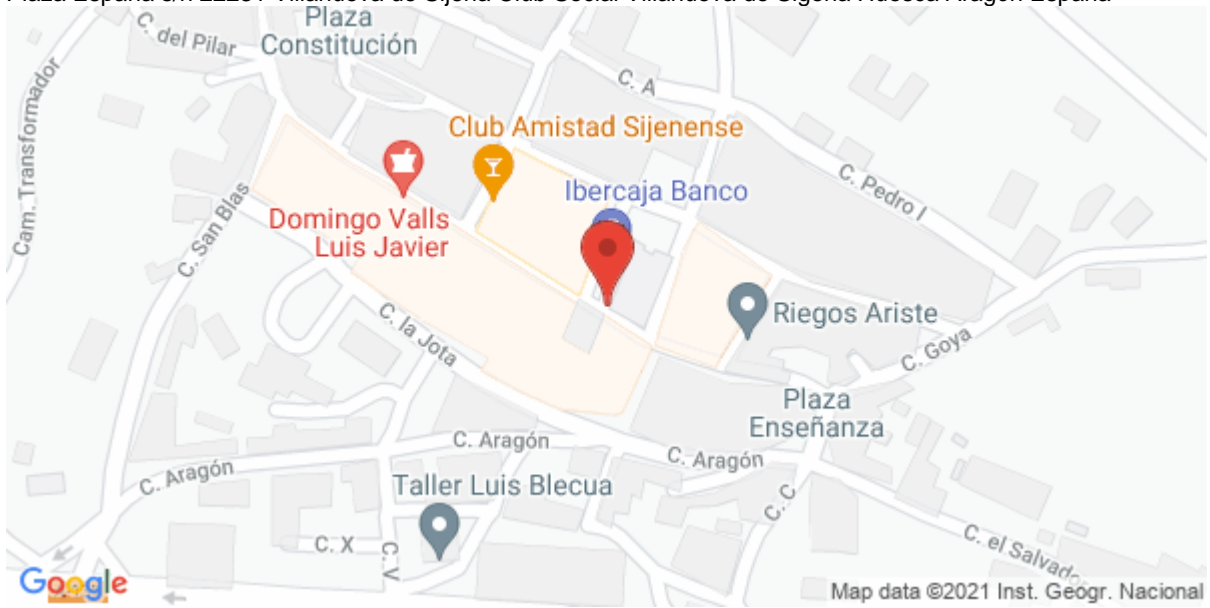 Plaza
Constitución
C. del Pilar
C. A
Cam. Transformador
Club Amistad Sijenense
Ibercaja Banco
C. Pedro I
Domingo Valls
Luis Javier
C. San Blas
Riegos Ariste
C. la Jota
C. Goya
Plaza
Enseñanza
C. Aragón
C. Aragón
C. Aragón
Taller Luis Blecua
C. C
C. X
C. V
C. el Salvador
Google
Map data ©2021 Inst. Geogr. Nacional